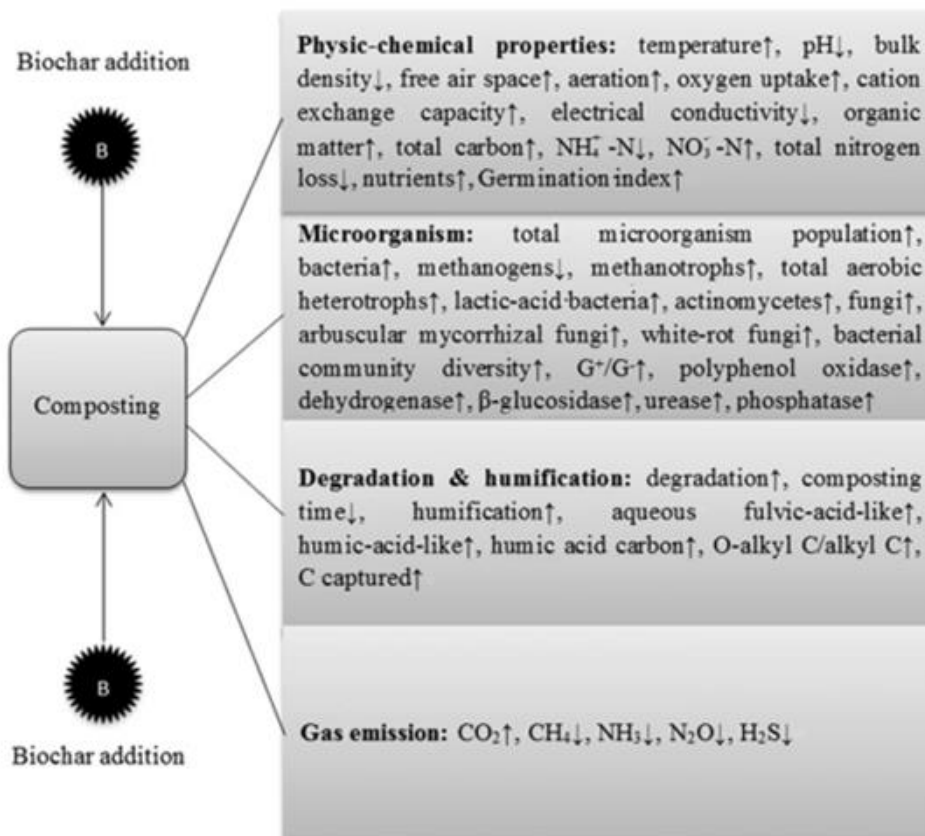 Biochar addition
B
Composting
B
Biochar addition
Physic-chemical properties: temperature↑, pH↓, bulk
density↓, free air space↑, aeration↑, oxygen uptake↑, cation
exchange capacity↑, electrical conductivity↓, organic
matter↑, total carbon↑, NH₄⁺-N↓, NO₃⁻-N↑, total nitrogen
loss↓, nutrients↑, Germination index↑
Microorganism: total microorganism population↑,
bacteria↑, methanogens↓, methanotrophs↑, total aerobic
heterotrophs↑, lactic-acid bacteria↑, actinomycetes↑, fungi↑,
arbuscular mycorrhizal fungi↑, white-rot fungi↑, bacterial
community diversity↑, G⁺/G⁻↑, polyphenol oxidase↑,
dehydrogenase↑, β-glucosidase↑, urease↑, phosphatase↑
Degradation & humification: degradation↑, composting
time↓, humification↑, aqueous fulvic-acid-like↑,
humic-acid-like↑, humic acid carbon↑, O-alkyl C/alkyl C↑,
C captured↑
Gas emission: CO₂↑, CH₄↓, NH₃↓, N₂O↓, H₂S↓